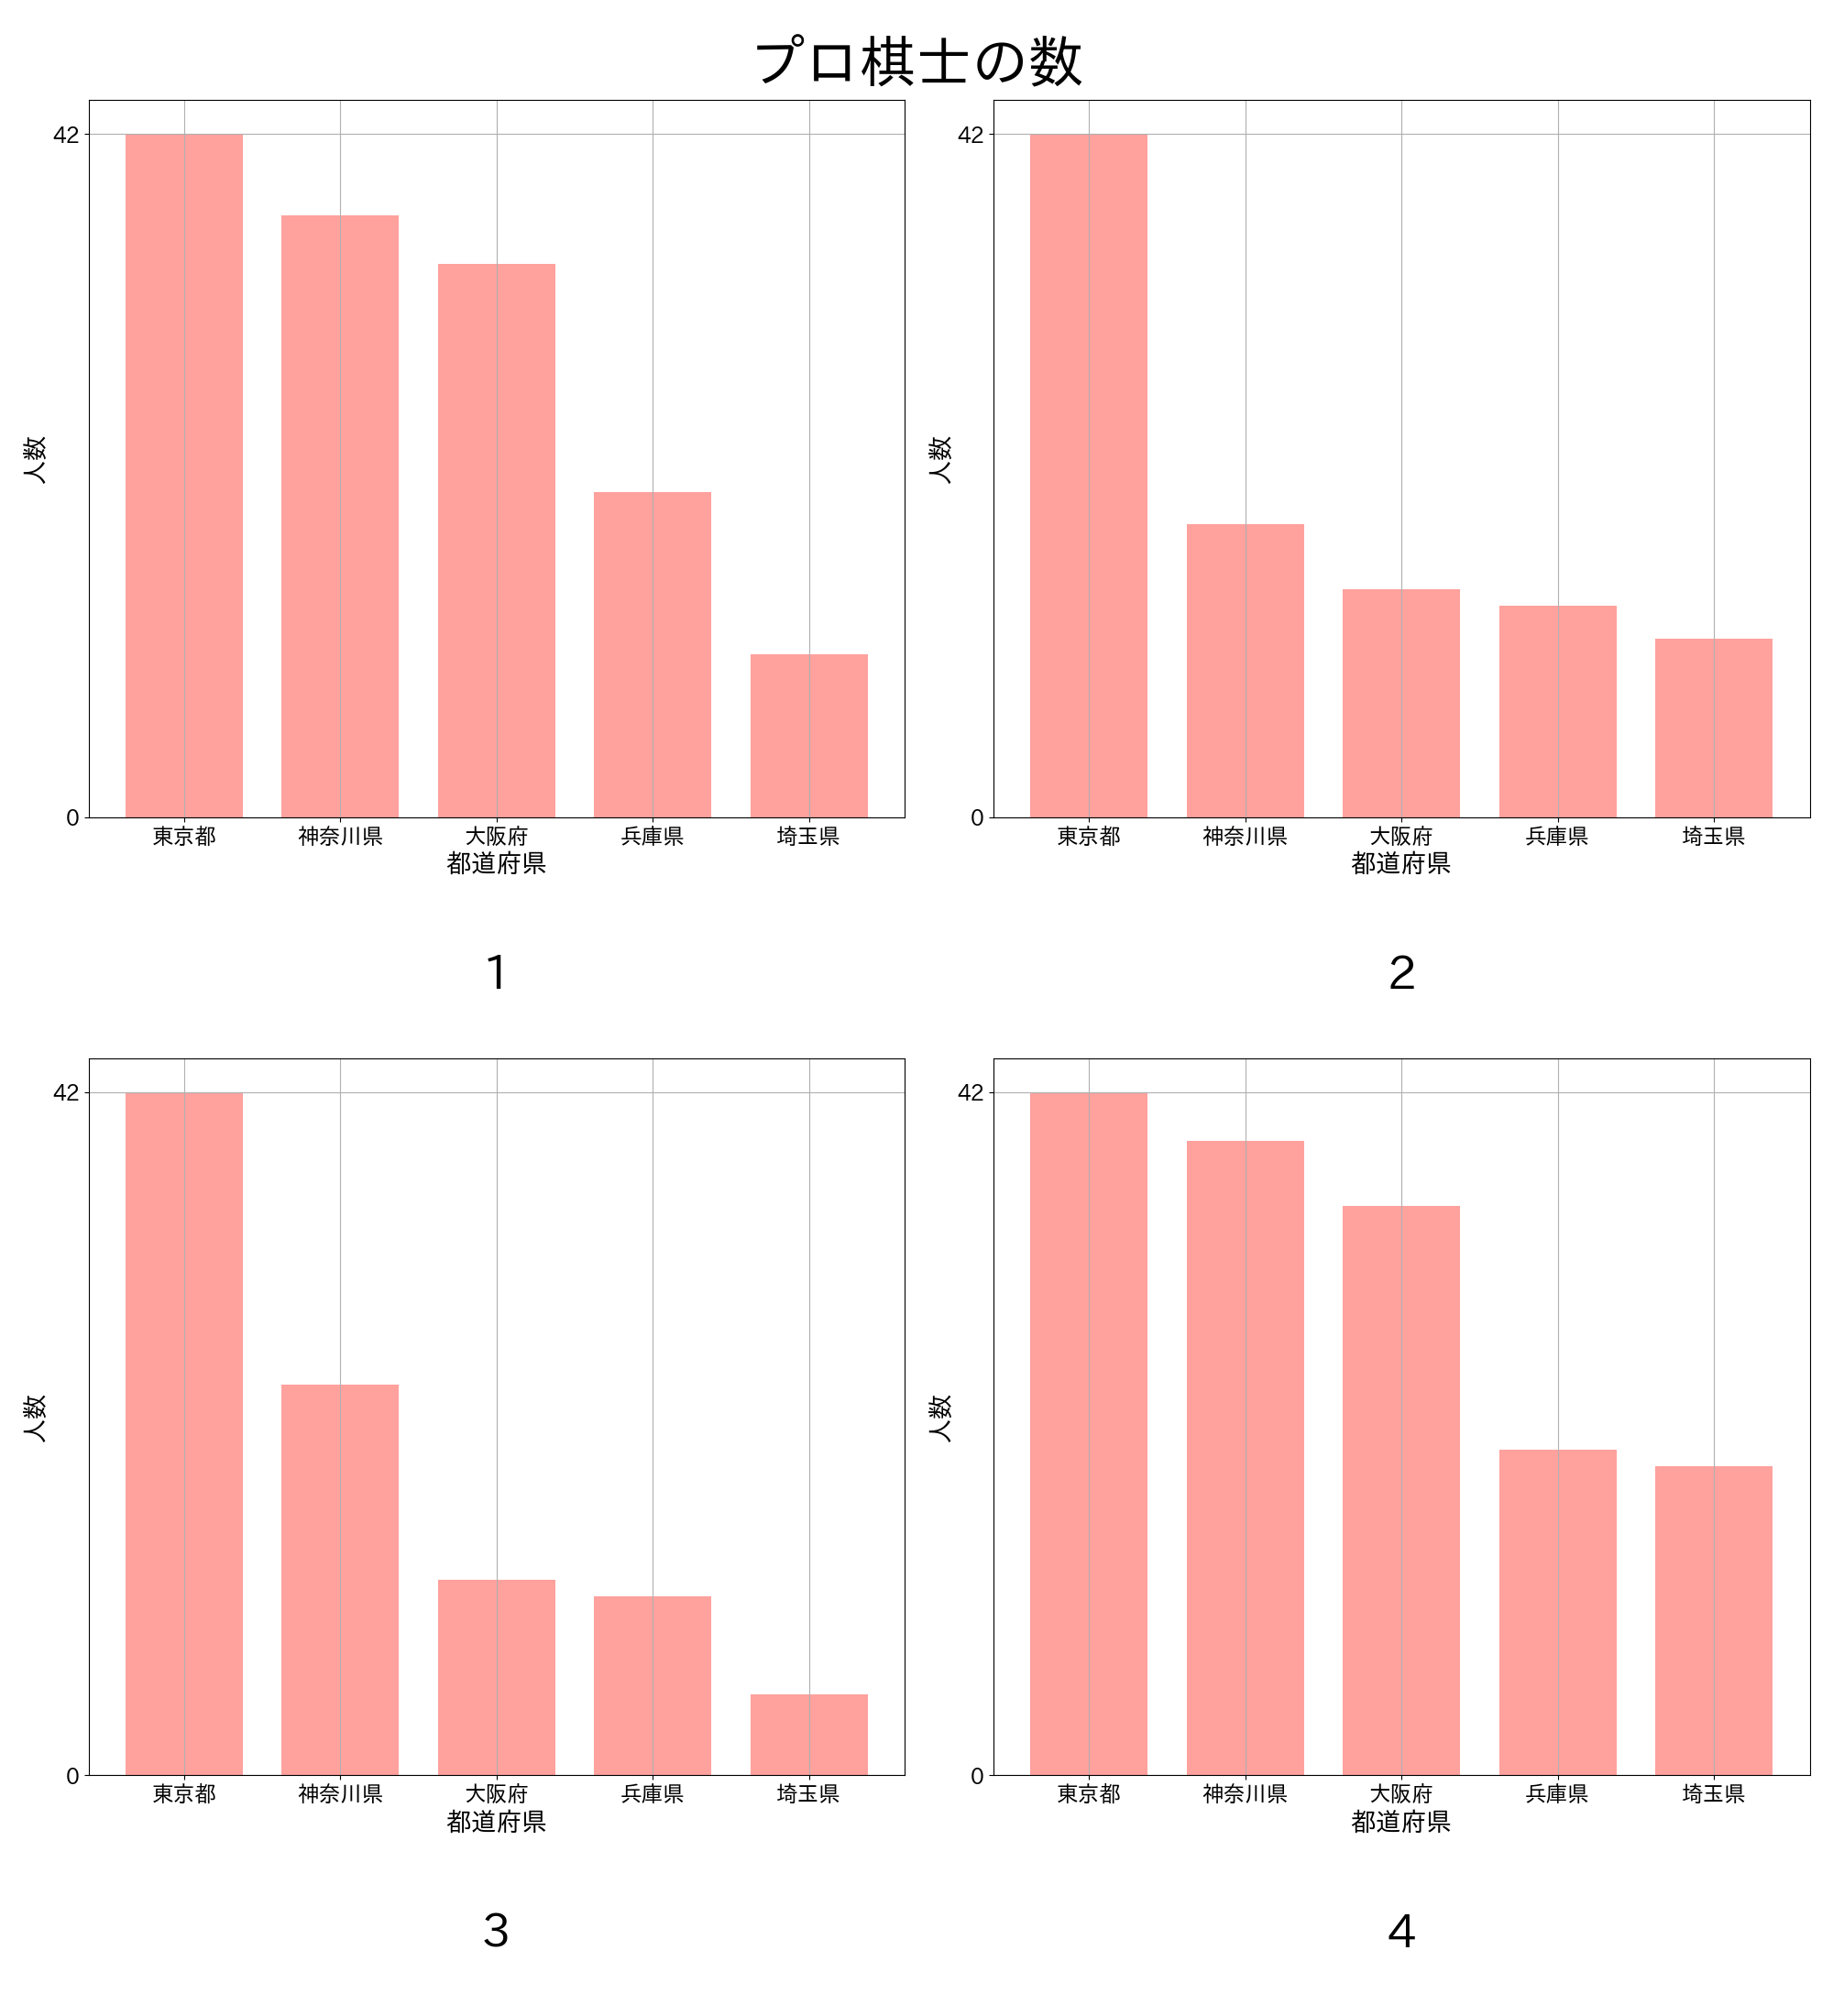 プロ棋士の数
42
人数
0
東京都 神奈川県 大阪府 兵庫県 埼玉県
都道府県
1
42
人数
0
東京都 神奈川県 大阪府 兵庫県 埼玉県
都道府県
2
42
人数
0
東京都 神奈川県 大阪府 兵庫県 埼玉県
都道府県
3
42
人数
0
東京都 神奈川県 大阪府 兵庫県 埼玉県
都道府県
4